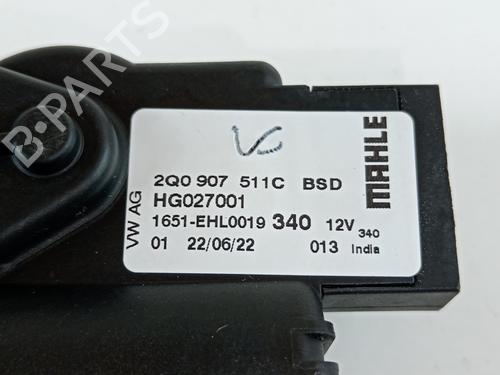 2Q0 907 511C BSD
HG027001
1651-EHL0019 340 12V 340
01 22/06/22 013 India
VW AG
MAHLE
B-PARTS